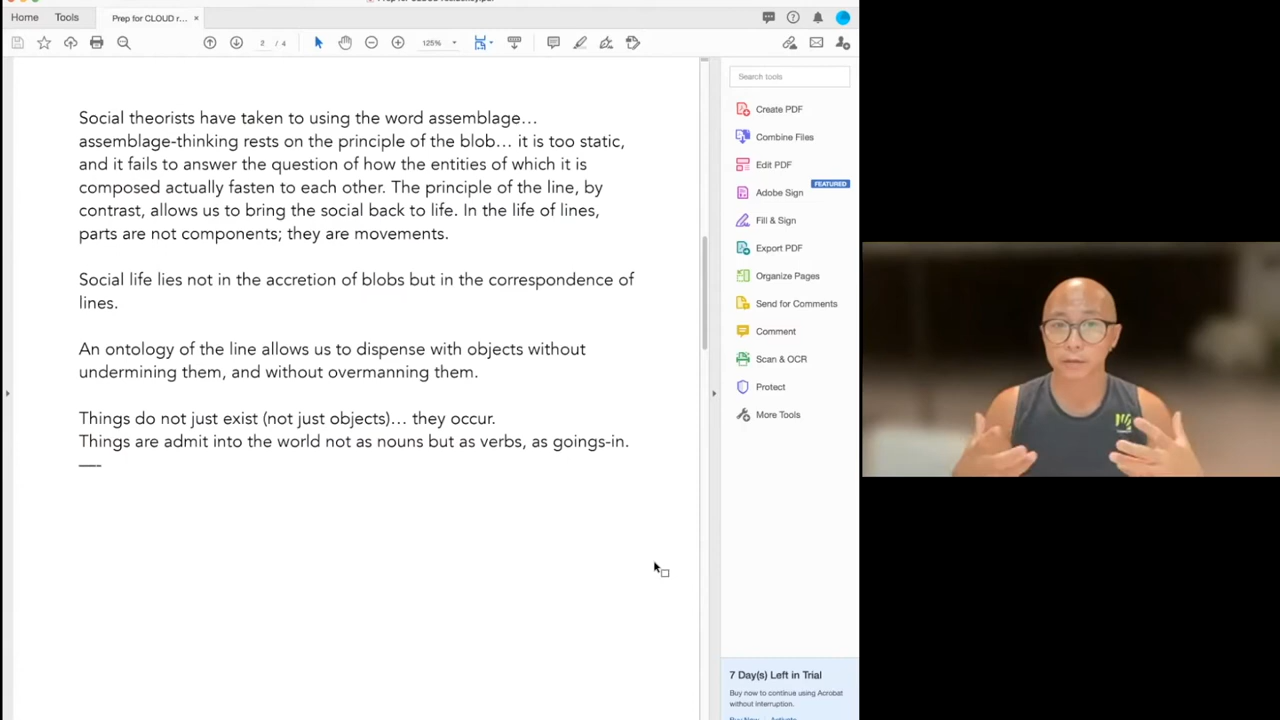 Home
Tools
Prep for CLOUD r...
×
2 / 4
125%
Social theorists have taken to using the word assemblage…
assemblage-thinking rests on the principle of the blob… it is too static,
and it fails to answer the question of how the entities of which it is
composed actually fasten to each other. The principle of the line, by
contrast, allows us to bring the social back to life. In the life of lines,
parts are not components; they are movements.
Social life lies not in the accretion of blobs but in the correspondence of
lines.
An ontology of the line allows us to dispense with objects without
undermining them, and without overmanning them.
Things do not just exist (not just objects)… they occur.
Things are admit into the world not as nouns but as verbs, as goings-in.
—-
Search tools
Create PDF
Combine Files
Edit PDF
FEATURED
Adobe Sign
Fill & Sign
Export PDF
Organize Pages
Send for Comments
Comment
Scan & OCR
Protect
More Tools
7 Day(s) Left in Trial
Buy now to continue using Acrobat
without interruption.